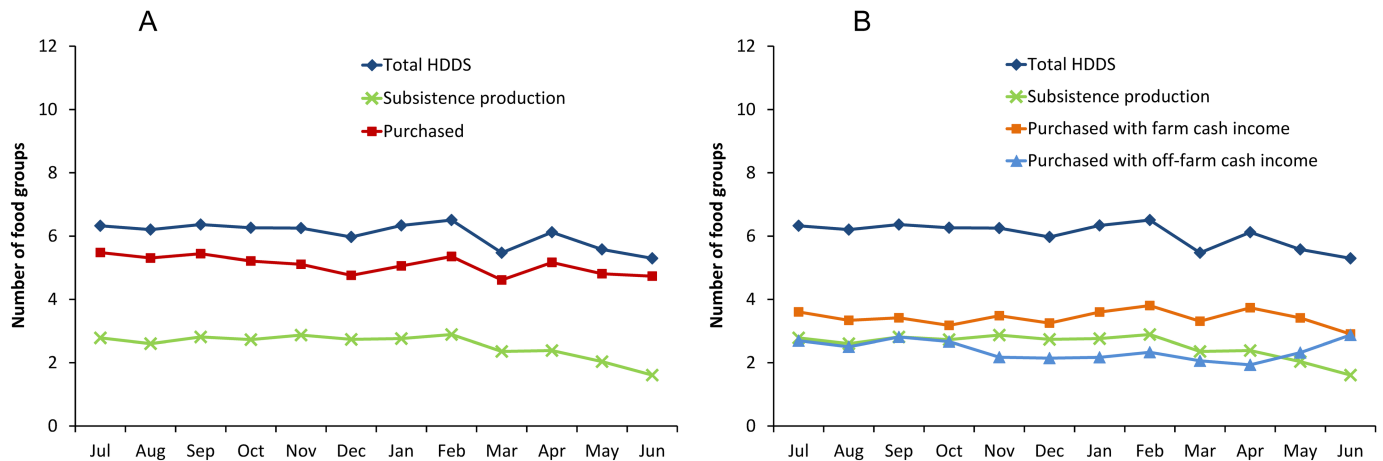 A
Number of food groups
12
10
8
6
4
2
0
Total HDDS
Subsistence production
Purchased
Jul Aug Sep Oct Nov Dec Jan Feb Mar Apr May Jun
B
Number of food groups
12
10
8
6
4
2
0
Total HDDS
Subsistence production
Purchased with farm cash income
Purchased with off-farm cash income
Jul Aug Sep Oct Nov Dec Jan Feb Mar Apr May Jun